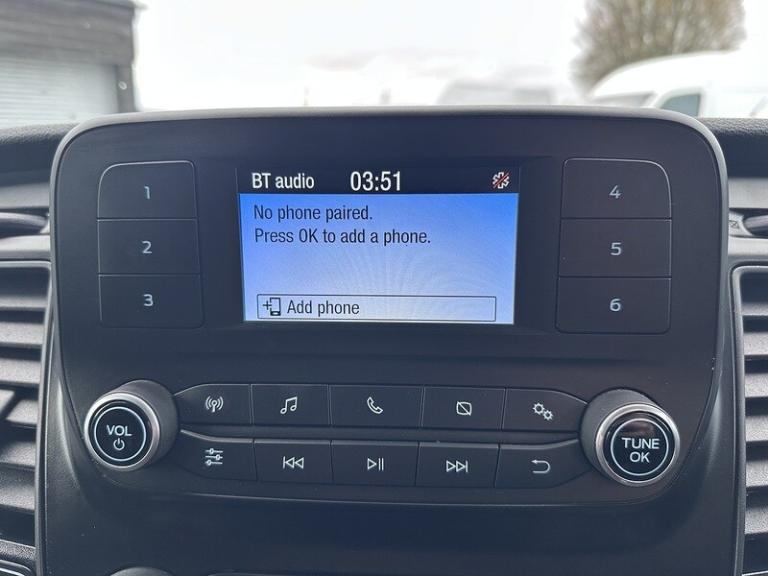 BT audio 03:51
No phone paired.
Press OK to add a phone.
Add phone
1
2
3
4
5
6
VOL
TUNE
OK